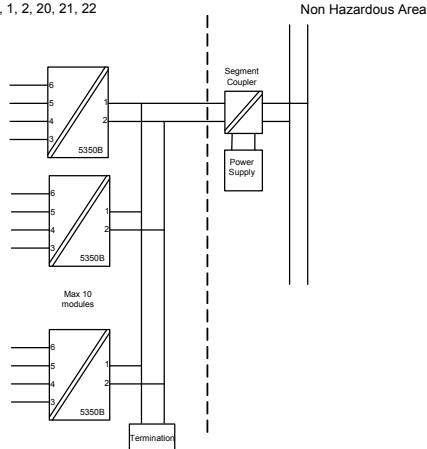 , 1, 2, 20, 21, 22
Non Hazardous Area
Segment
Coupler
Power
Supply
6
5
4
3
1
2
5350B
6
5
4
3
1
2
5350B
Max 10
modules
6
5
4
3
1
2
5350B
Termination